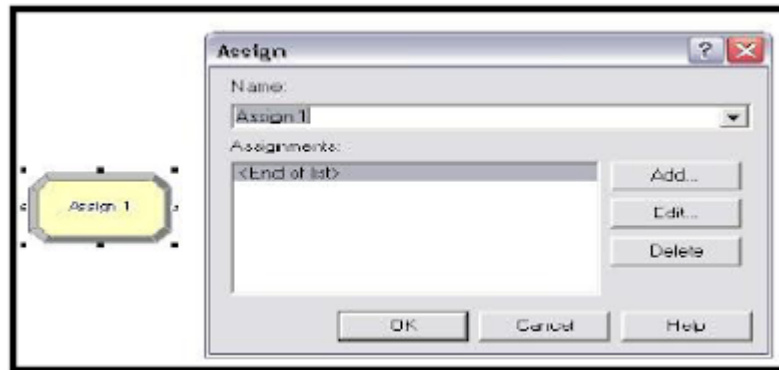 Assign
Name:
Assign 1
Assignments:
<End of list>
Add...
Edit...
Delete
Assign 1
OK
Cancel
Help